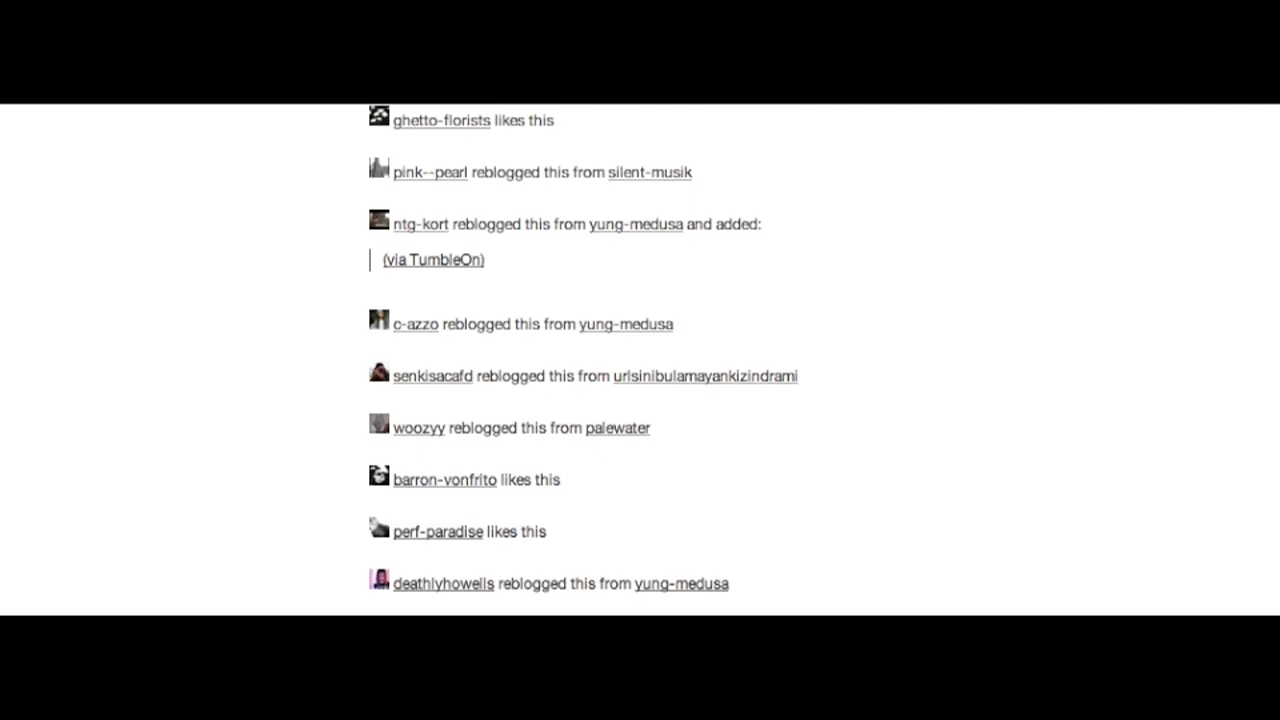 ghetto-florists likes this
pink--pearl reblogged this from silent-musik
ntg-kort reblogged this from yung-medusa and added:
(via TumbleOn)
c-azzo reblogged this from yung-medusa
senkisacafd reblogged this from urlsinibulamayankizindrami
woozyy reblogged this from palewater
barron-vonfrito likes this
perf-paradise likes this
deathlyhowells reblogged this from yung-medusa